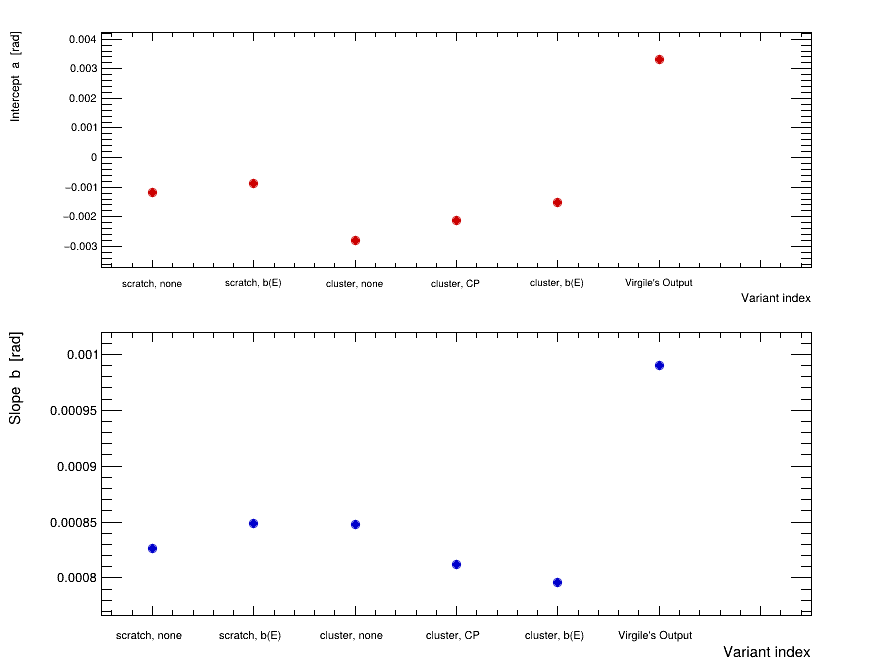 Intercept a [rad]
0.004
0.003
0.002
0.001
0
−0.001
−0.002
−0.003
scratch, none scratch, b(E) cluster, none cluster, CP cluster, b(E) Virgile's Output
Variant index
Slope b [rad]
0.001
0.00095
0.0009
0.00085
0.0008
scratch, none scratch, b(E) cluster, none cluster, CP cluster, b(E) Virgile's Output
Variant index